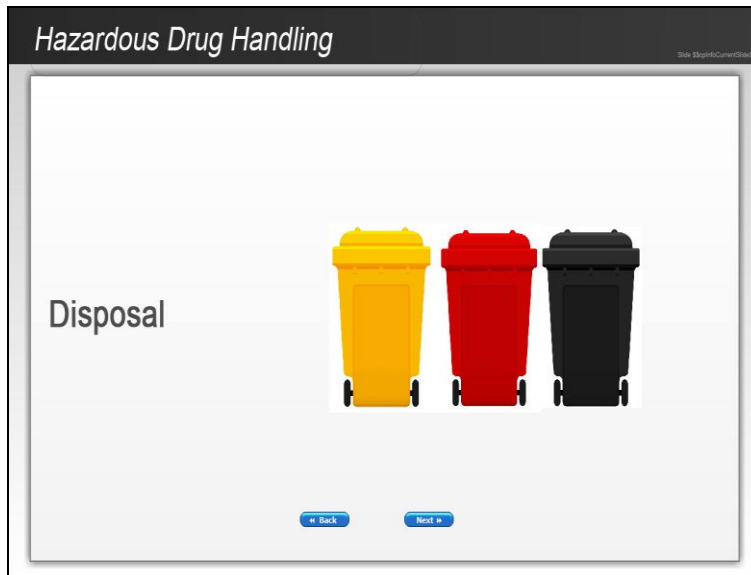 Hazardous Drug Handling
Slide $$cpInfoCurrentSlide$
Disposal
Back
Next